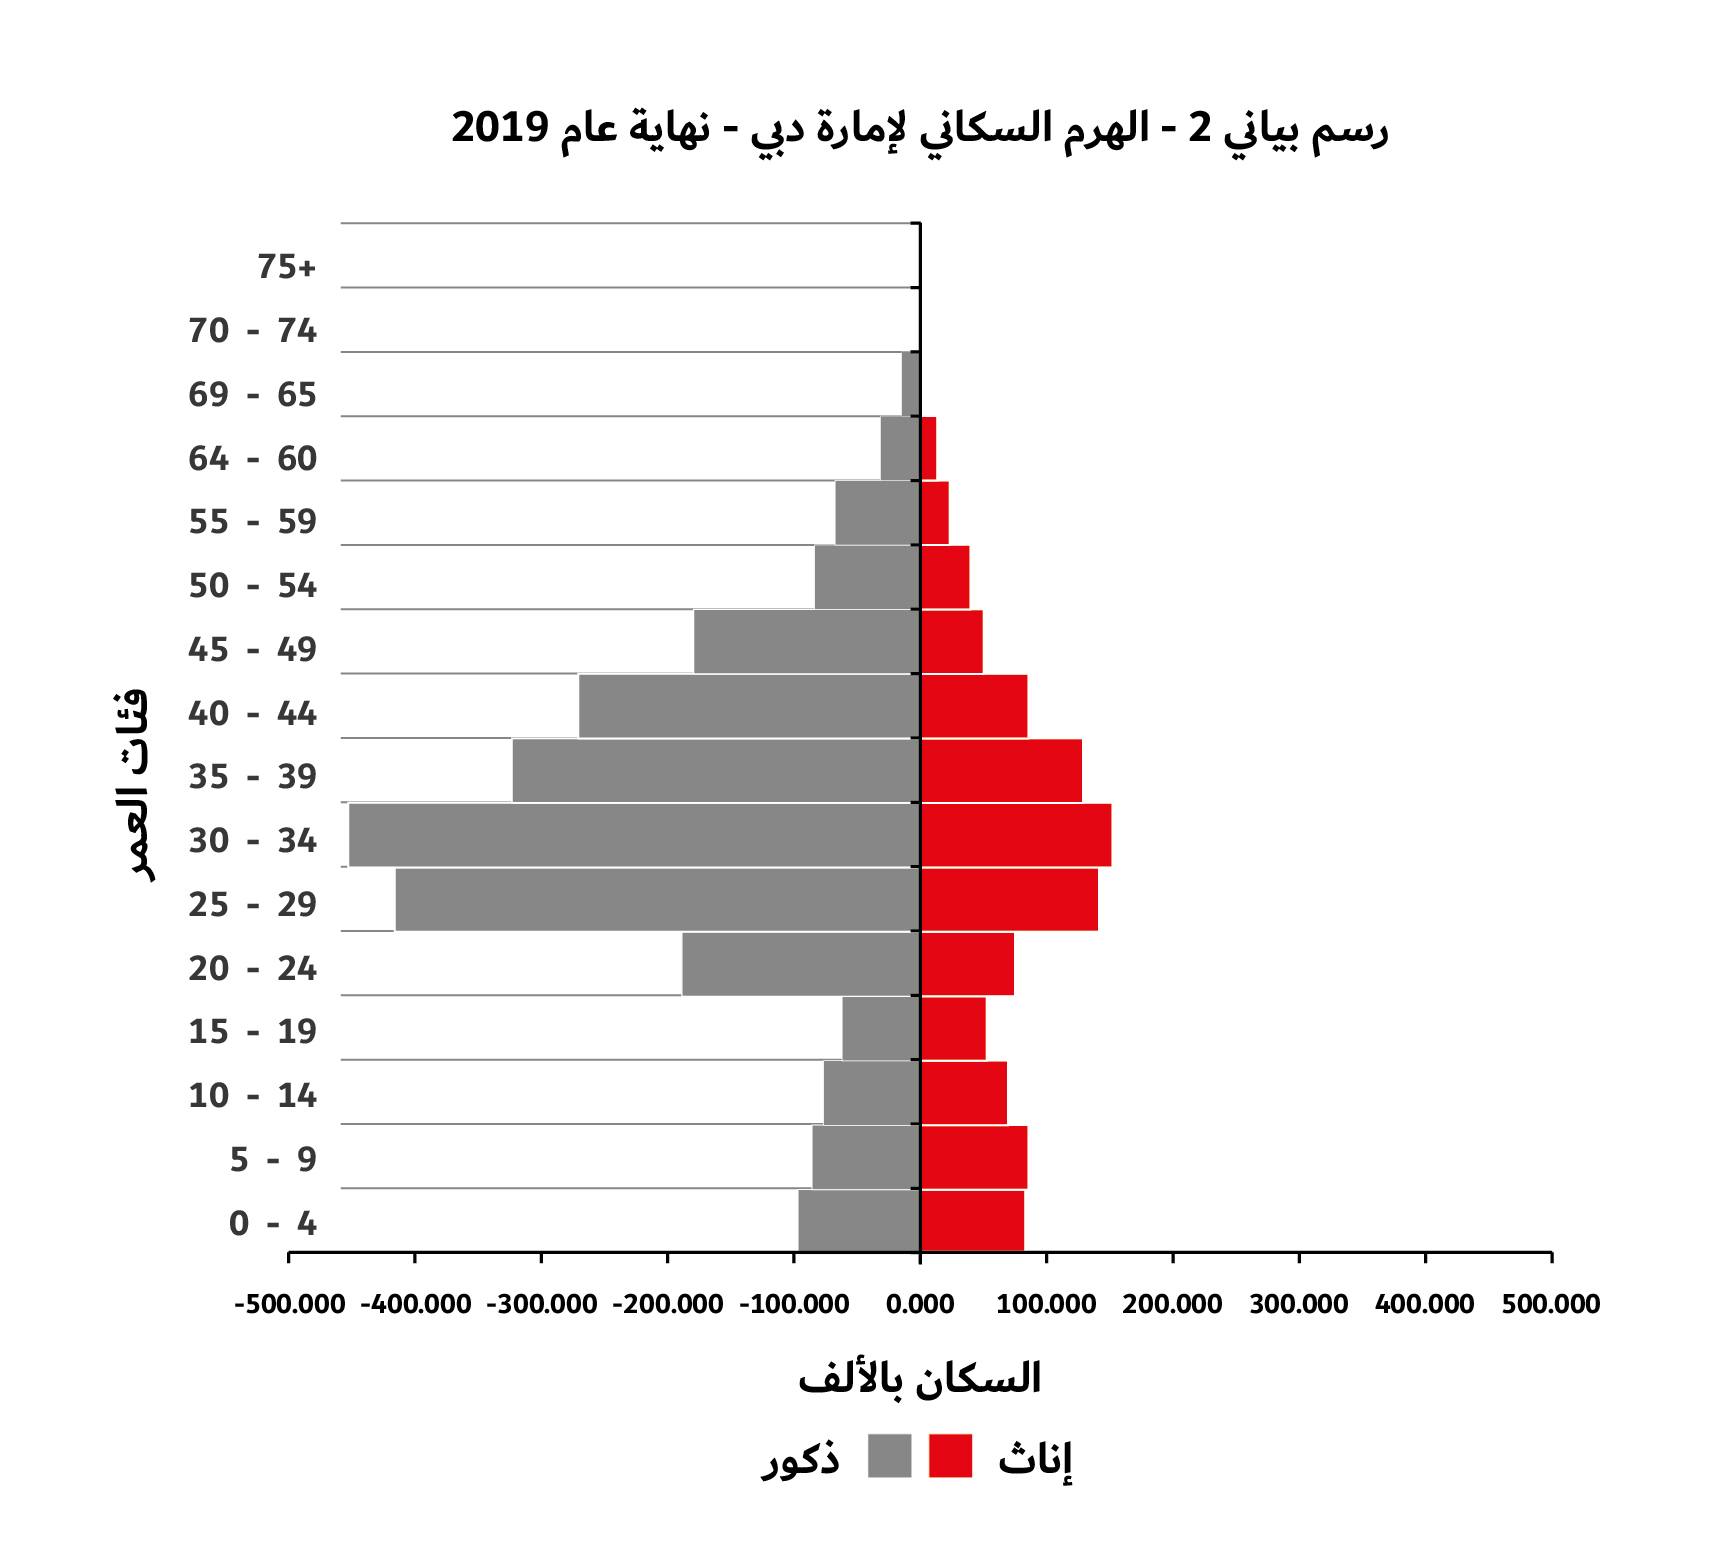 رسم بياني 2 - الهرم السكاني لإمارة دبي - نهاية عام 2019
فئات العمر
75+
70 - 74
69 - 65
64 - 60
55 - 59
50 - 54
45 - 49
40 - 44
35 - 39
30 - 34
25 - 29
20 - 24
15 - 19
10 - 14
5 - 9
0 - 4
-500.000 -400.000 -300.000 -200.000 -100.000 0.000 100.000 200.000 300.000 400.000 500.000
السكان بالألف
إناث ذكور